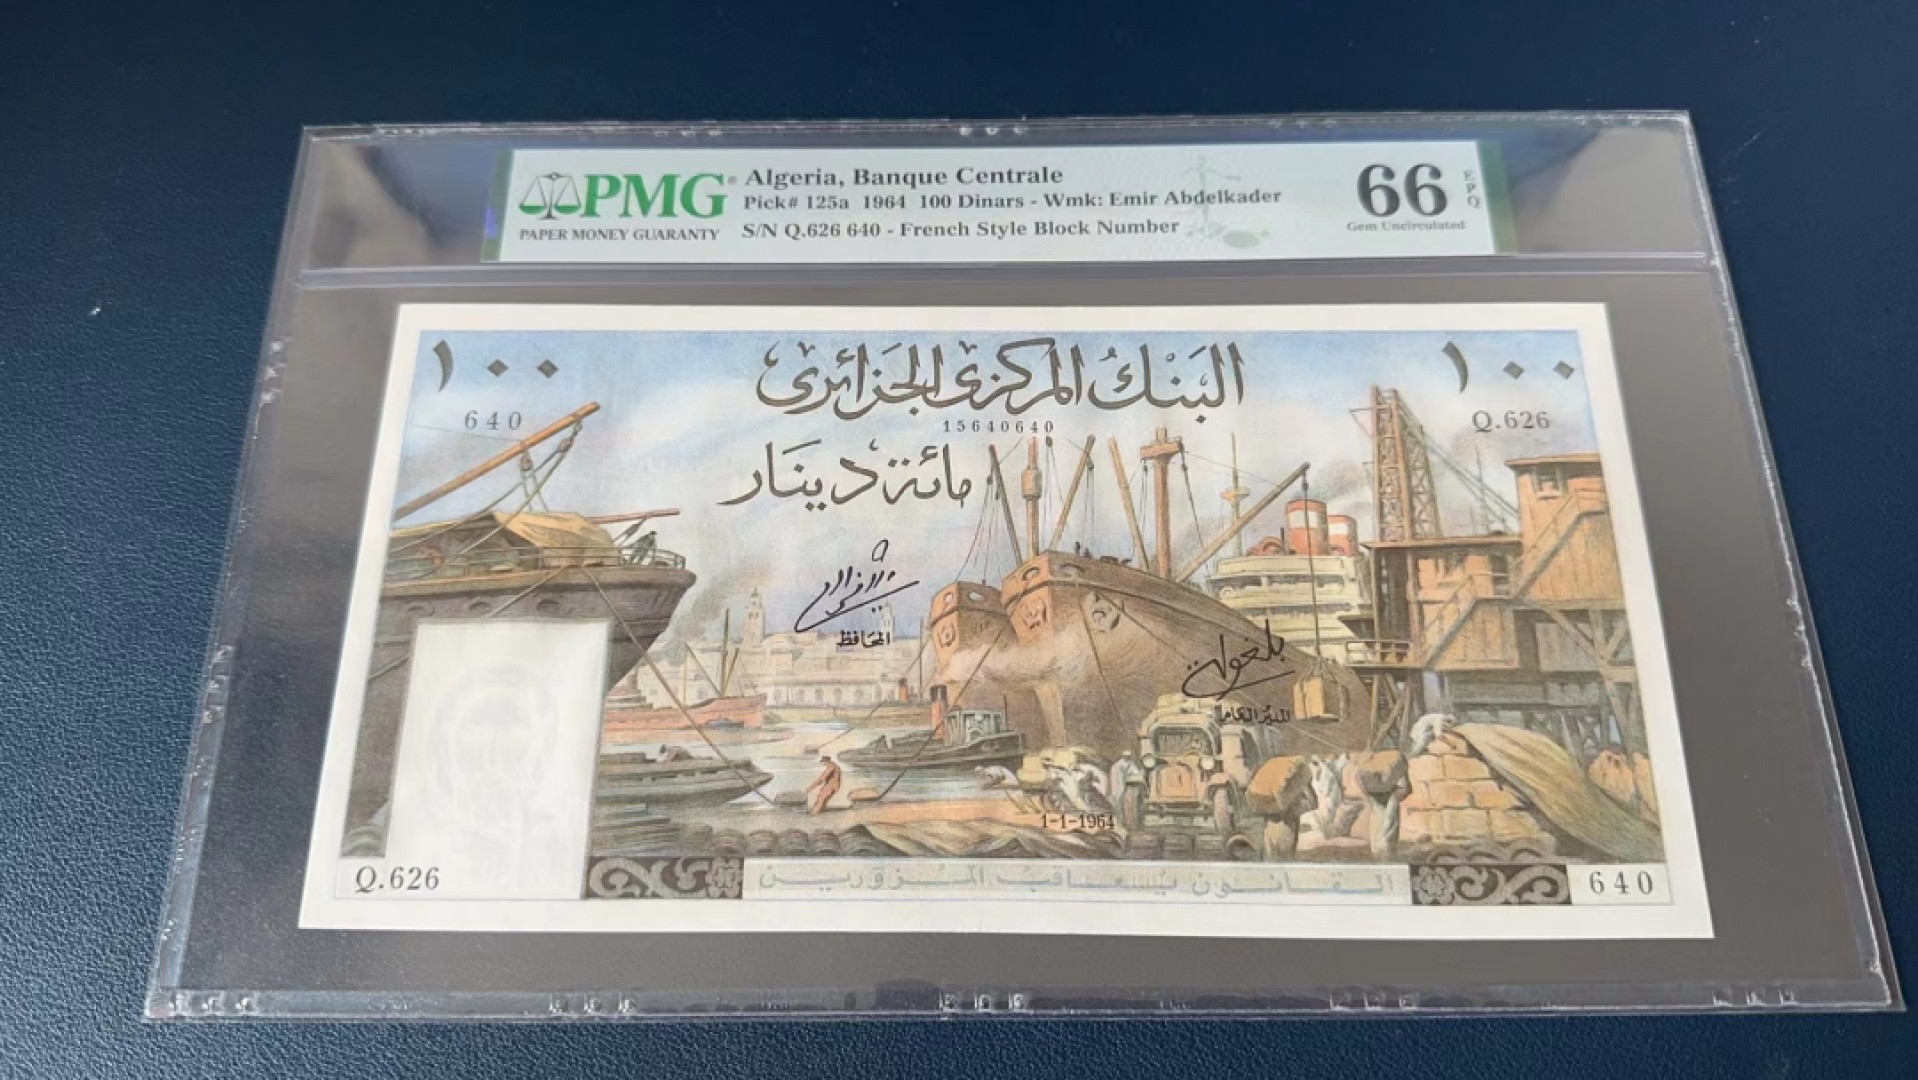 PMG
PAPER MONEY GUARANTY
Algeria, Banque Centrale
Pick# 125a 1964 100 Dinars - Wmk: Emir Abdelkader
S/N Q.626 640 - French Style Block Number
66 EPQ
Gem Uncirculated
١٠٠ البنك المركزي الجزائري ١٠٠
640 15640640 Q.626
مائة دينار
المحافظ
بلغولة
المدير العام
1-1-1964
Q.626 القانون يعاقب المزورين 640